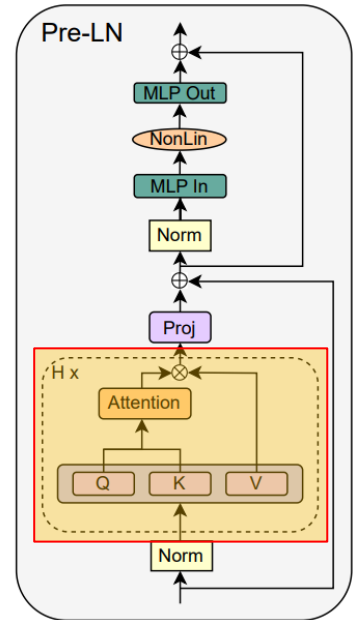 Pre-LN
MLP Out
NonLin
MLP In
Norm
Proj
H x
Attention
Q K V
Norm